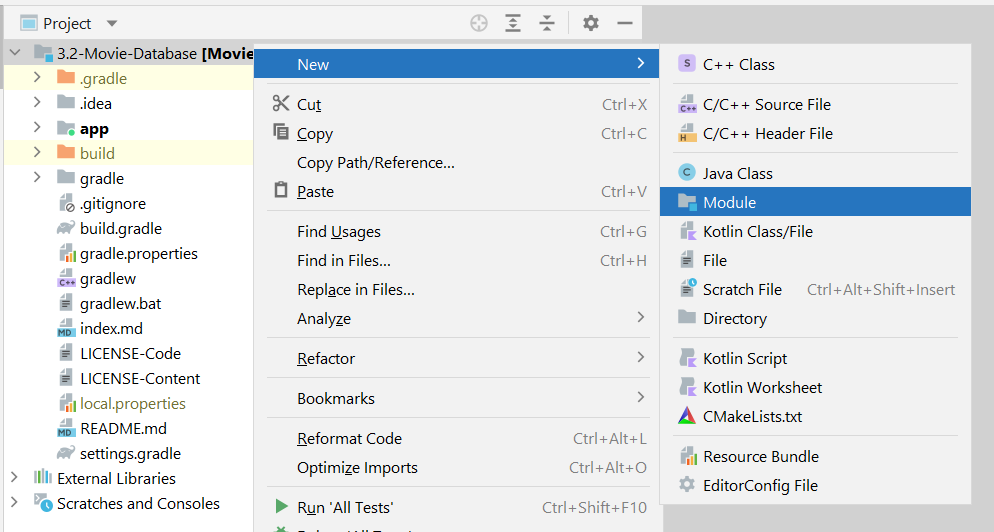 Project
3.2-Movie-Database [Movie
.gradle
.idea
app
build
gradle
.gitignore
build.gradle
gradle.properties
C++ gradlew
gradlew.bat
MD index.md
LICENSE-Code
LICENSE-Content
local.properties
MD README.md
settings.gradle
External Libraries
Scratches and Consoles
New
Cut Ctrl+X
Copy Ctrl+C
Copy Path/Reference...
Paste Ctrl+V
Find Usages Ctrl+G
Find in Files... Ctrl+H
Replace in Files...
Analyze
Refactor
Bookmarks
Reformat Code Ctrl+Alt+L
Optimize Imports Ctrl+Alt+O
Run 'All Tests' Ctrl+Shift+F10
S C++ Class
C++ C/C++ Source File
H C/C++ Header File
C Java Class
Module
Kotlin Class/File
File
Scratch File Ctrl+Alt+Shift+Insert
Directory
Kotlin Script
Kotlin Worksheet
CMakeLists.txt
Resource Bundle
EditorConfig File